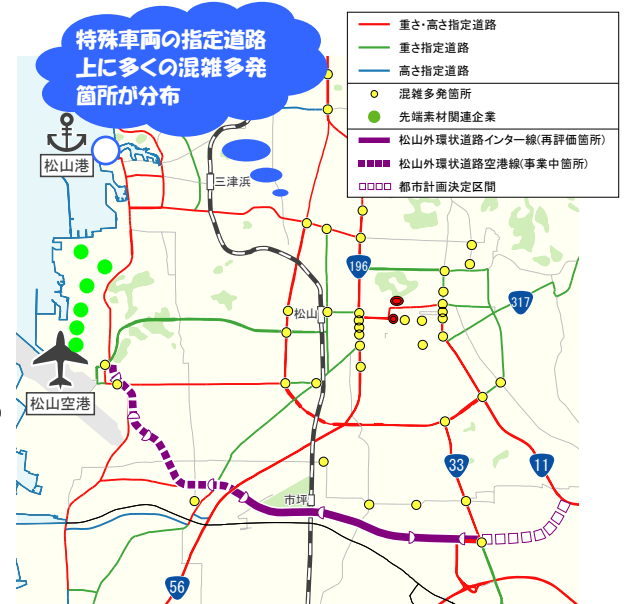 特殊車両の指定道路
上に多くの混雑多発
箇所が分布
重さ・高さ指定道路
重さ指定道路
高さ指定道路
混雑多発箇所
先端素材関連企業
松山外環状道路インター線(再評価箇所)
松山外環状道路空港線(事業中箇所)
都市計画決定区間
松山港
三津浜
196
317
松山
松山空港
33
11
市坪
56